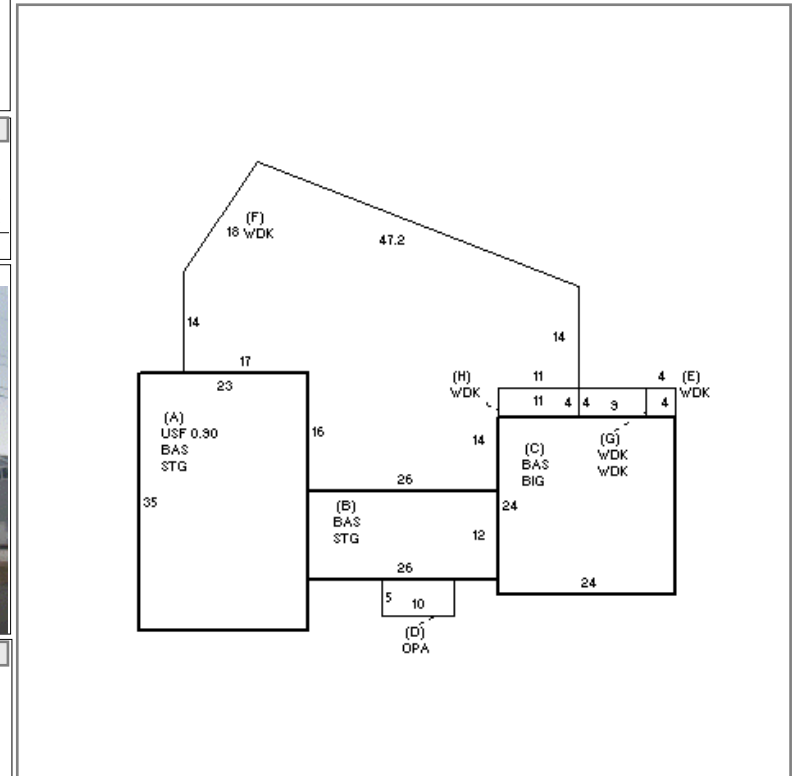 (F)
18 WDK
47.2
14
14
17
23
(H)
WDK
11
4
(E)
WDK
11
4
4
9
4
(A)
USF 0.90
BAS
STG
16
14
(C)
BAS
BIG
(G)
WDK
WDK
26
35
(B)
BAS
STG
24
12
26
24
5
10
(D)
OPA